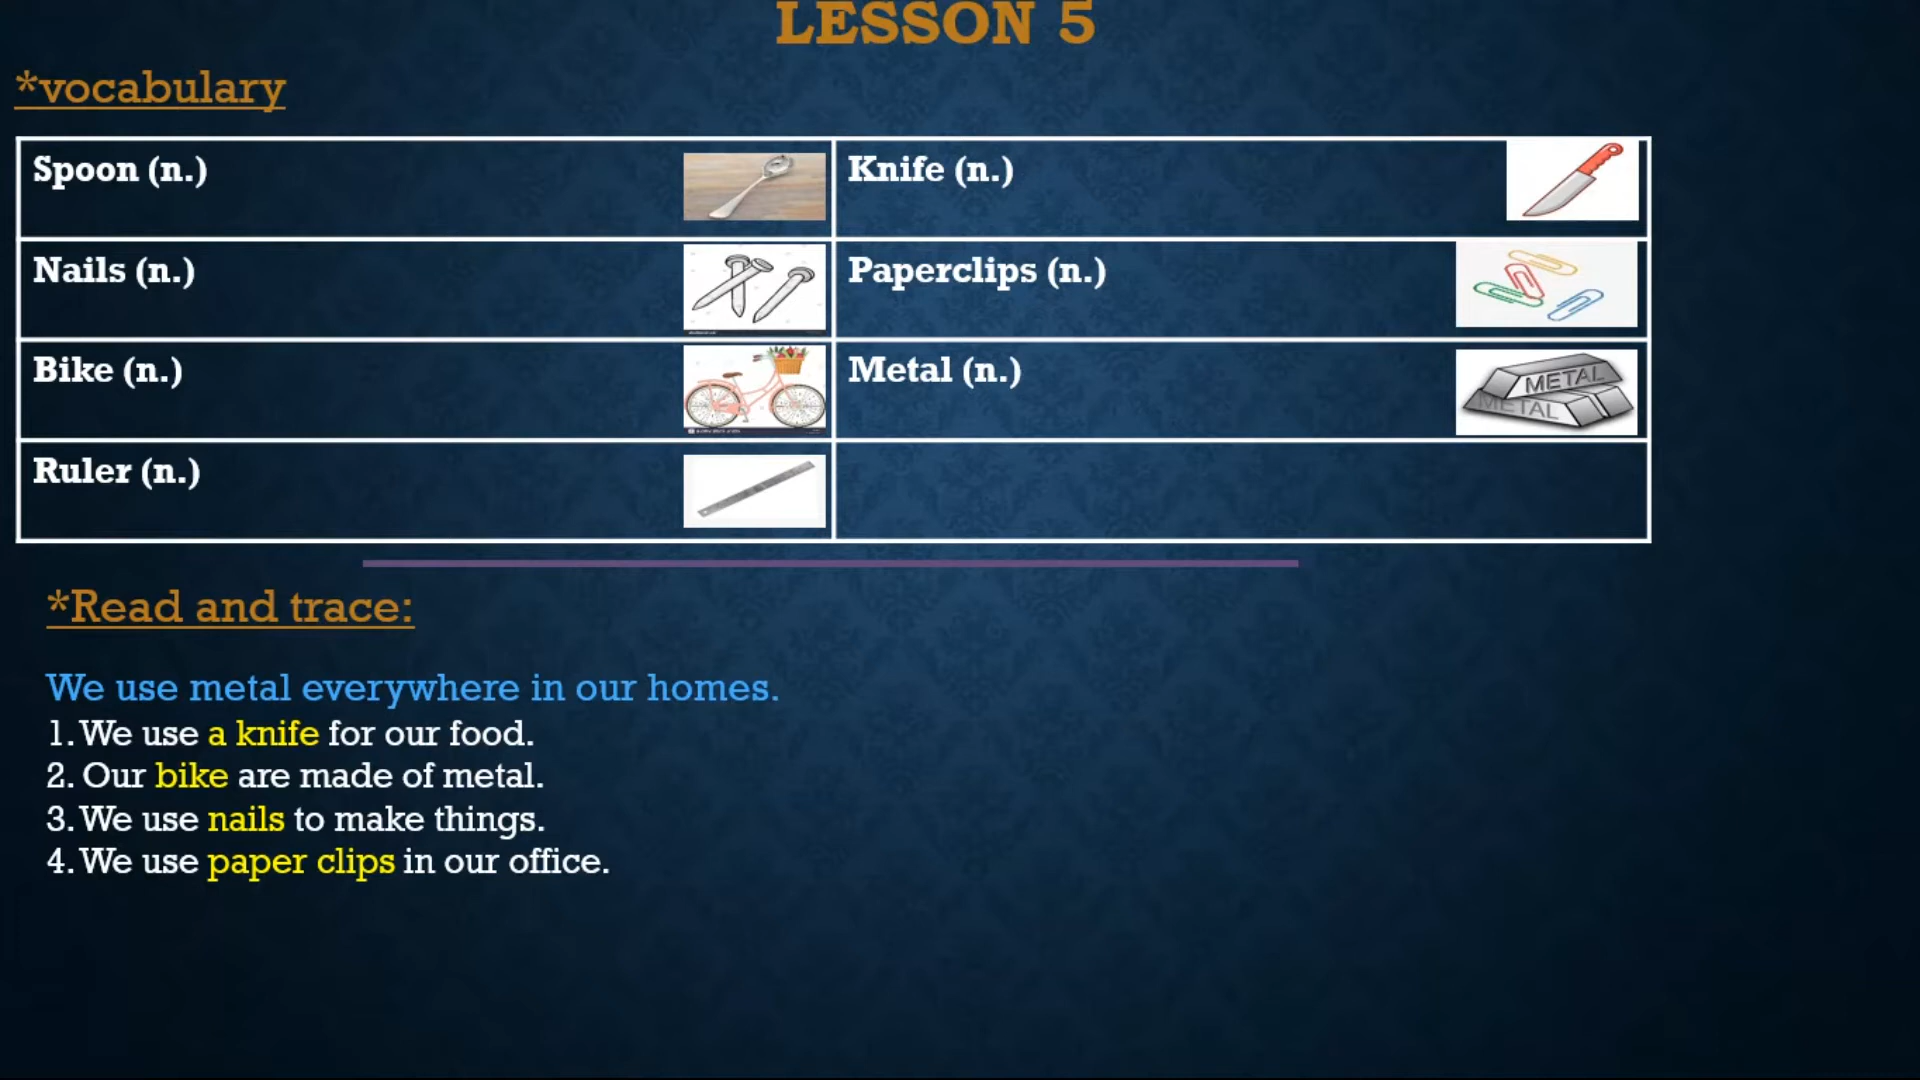 LESSON 5
*vocabulary
Spoon (n.)
Knife (n.)
Nails (n.)
Paperclips (n.)
Bike (n.)
Metal (n.)
METAL
METAL
Ruler (n.)
*Read and trace:
We use metal everywhere in our homes.
1. We use a knife for our food.
2. Our bike are made of metal.
3. We use nails to make things.
4. We use paper clips in our office.